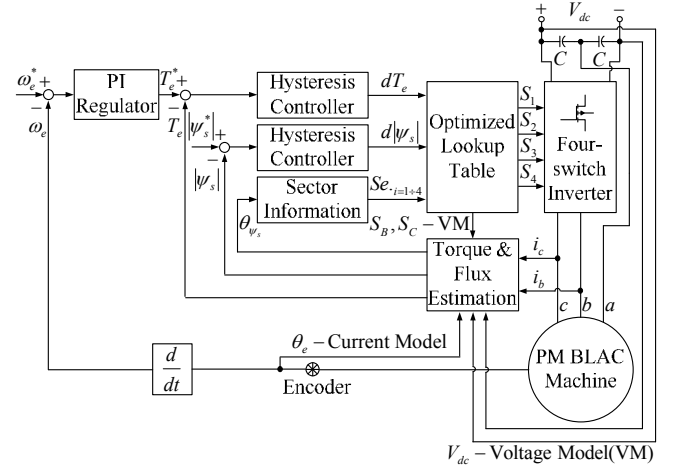 + V_dc −
C C
ω_e^* + −
ω_e
PI
Regulator
T_e^* + −
T_e
Hysteresis
Controller
dT_e
|ψ_s^*| + −
|ψ_s|
Hysteresis
Controller
d|ψ_s|
Sector
Information
Se._{i=1÷4}
θ_{ψ_s}
Optimized
Lookup
Table
S_1
S_2
S_3
S_4
Four-
switch
Inverter
S_B, S_C − VM
Torque &
Flux
Estimation
i_c
i_b
c b a
PM BLAC
Machine
θ_e − Current Model
d
dt
Encoder
V_dc − Voltage Model(VM)